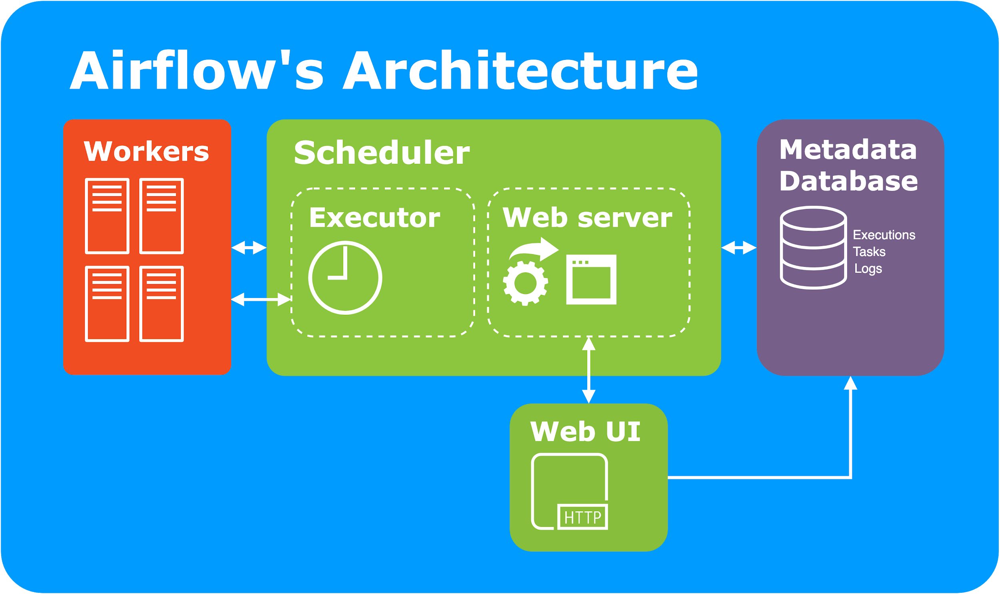 Airflow's Architecture
Workers
Scheduler
Executor
Web server
Metadata
Database
Executions
Tasks
Logs
Web UI
HTTP